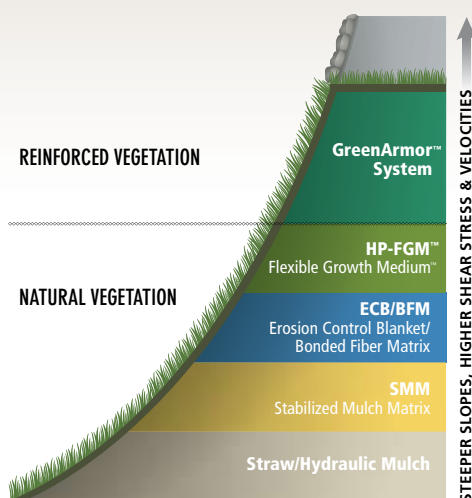 REINFORCED VEGETATION
GreenArmor™
System
HP-FGM™
Flexible Growth Medium™
NATURAL VEGETATION
ECB/BFM
Erosion Control Blanket/
Bonded Fiber Matrix
SMM
Stabilized Mulch Matrix
Straw/Hydraulic Mulch
STEEPER SLOPES, HIGHER SHEAR STRESS & VELOCITIES